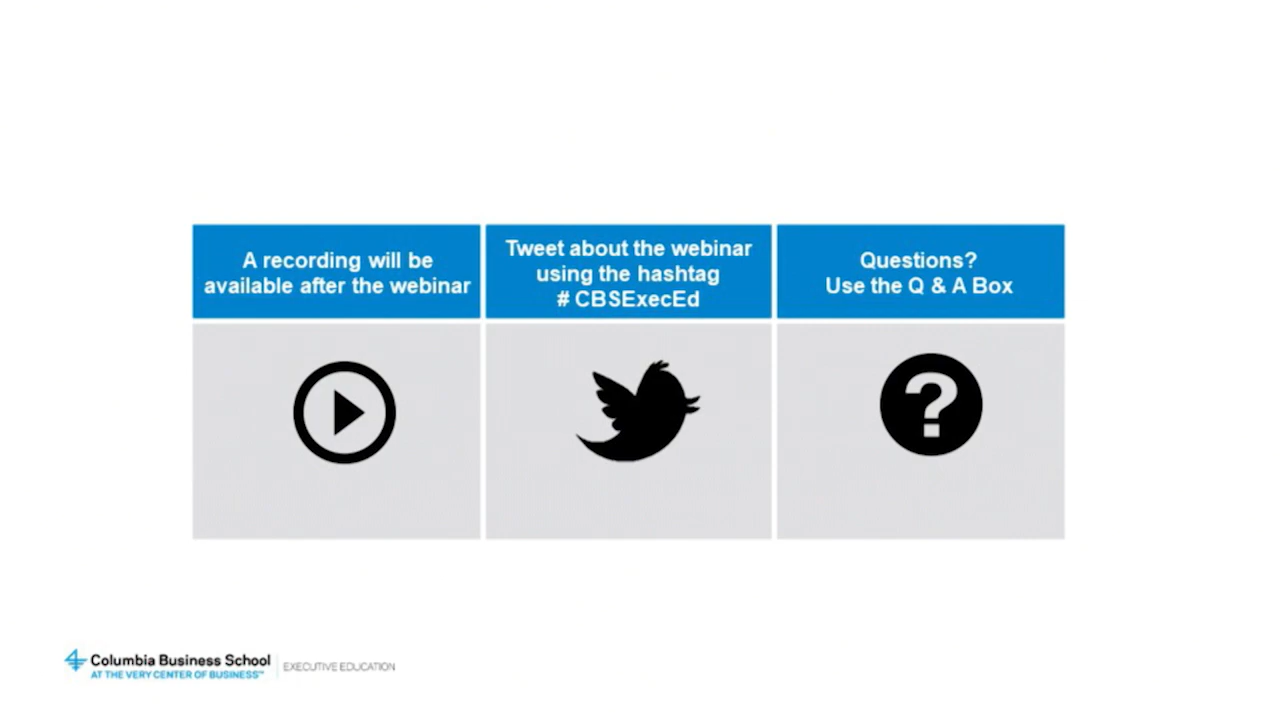 A recording will be
available after the webinar
Tweet about the webinar
using the hashtag
# CBSExecEd
Questions?
Use the Q & A Box
Columbia Business School
AT THE VERY CENTER OF BUSINESS™
EXECUTIVE EDUCATION